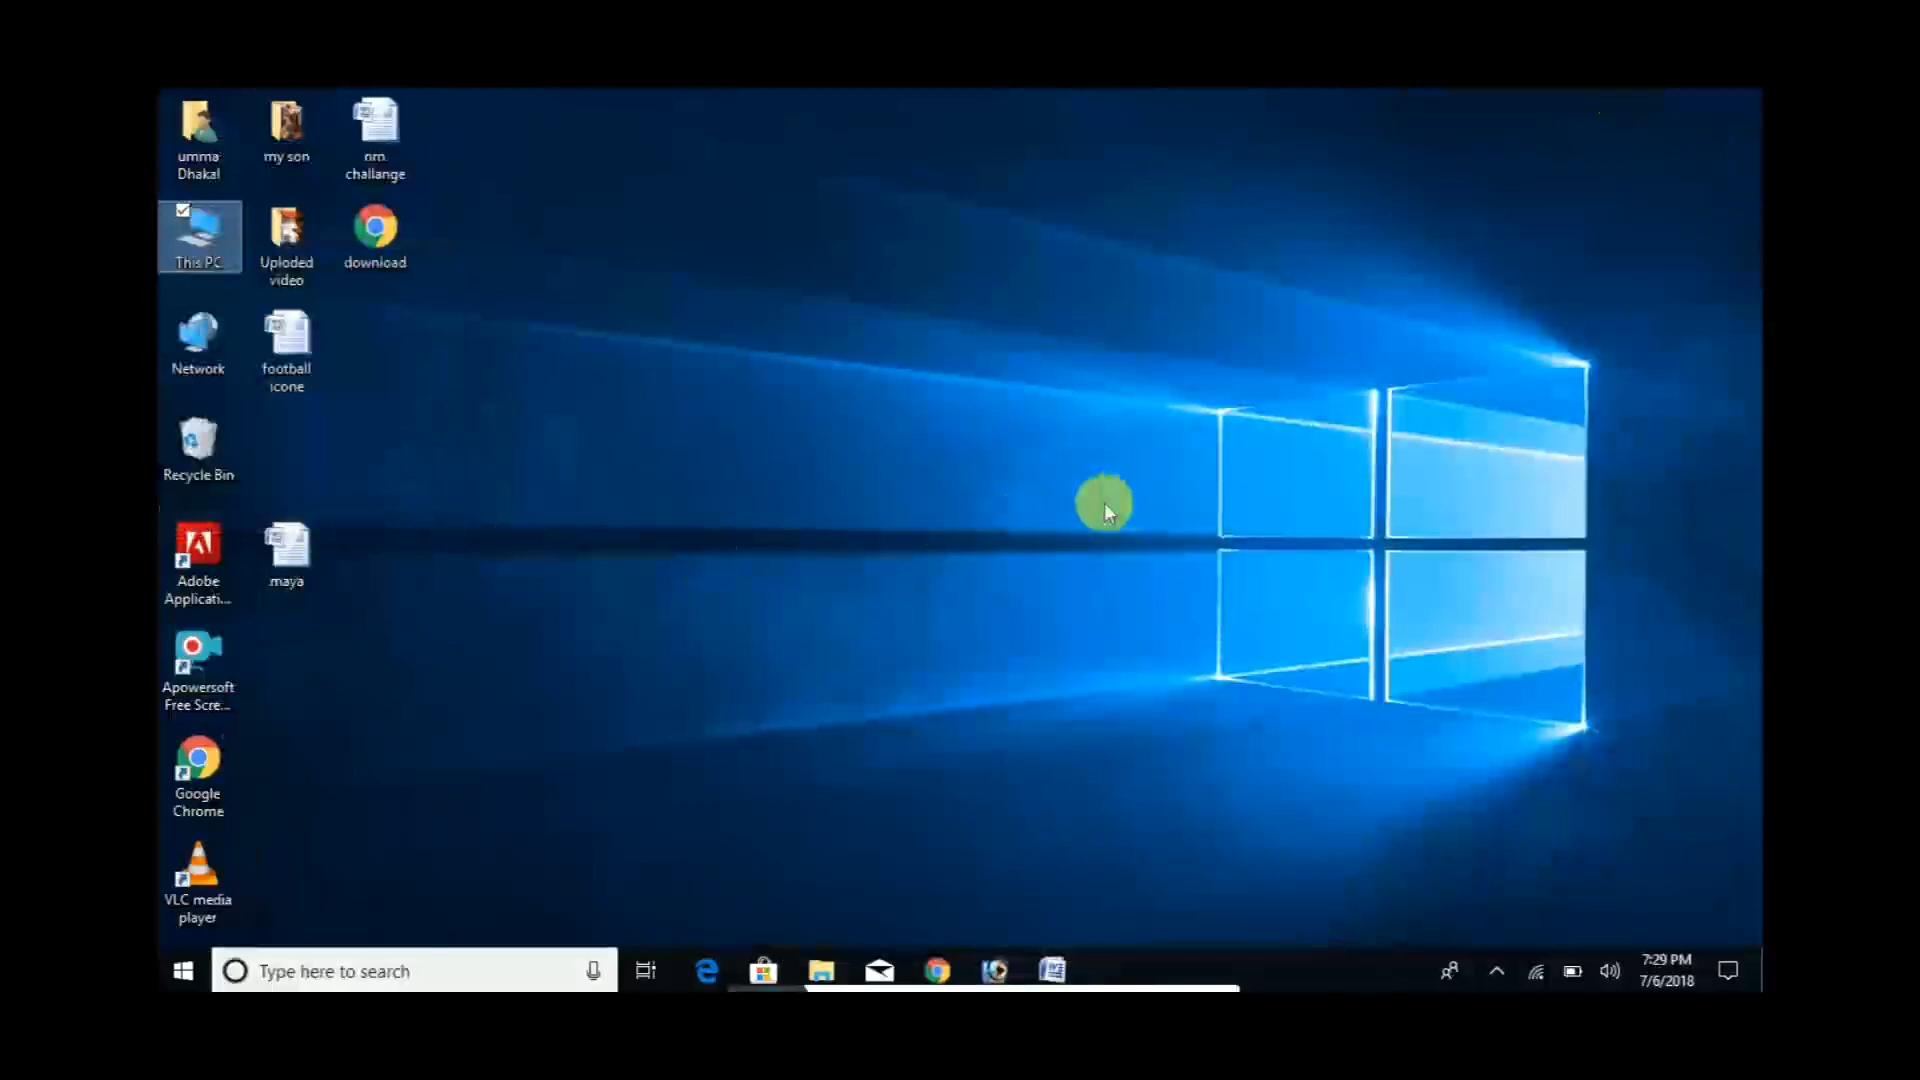 umma
Dhakal
my son
nrn
challange
This PC
Uploded
video
download
Network
football
icone
Recycle Bin
Adobe
Applicati...
maya
Apowersoft
Free Scre...
Google
Chrome
VLC media
player
Type here to search
7:29 PM
7/6/2018